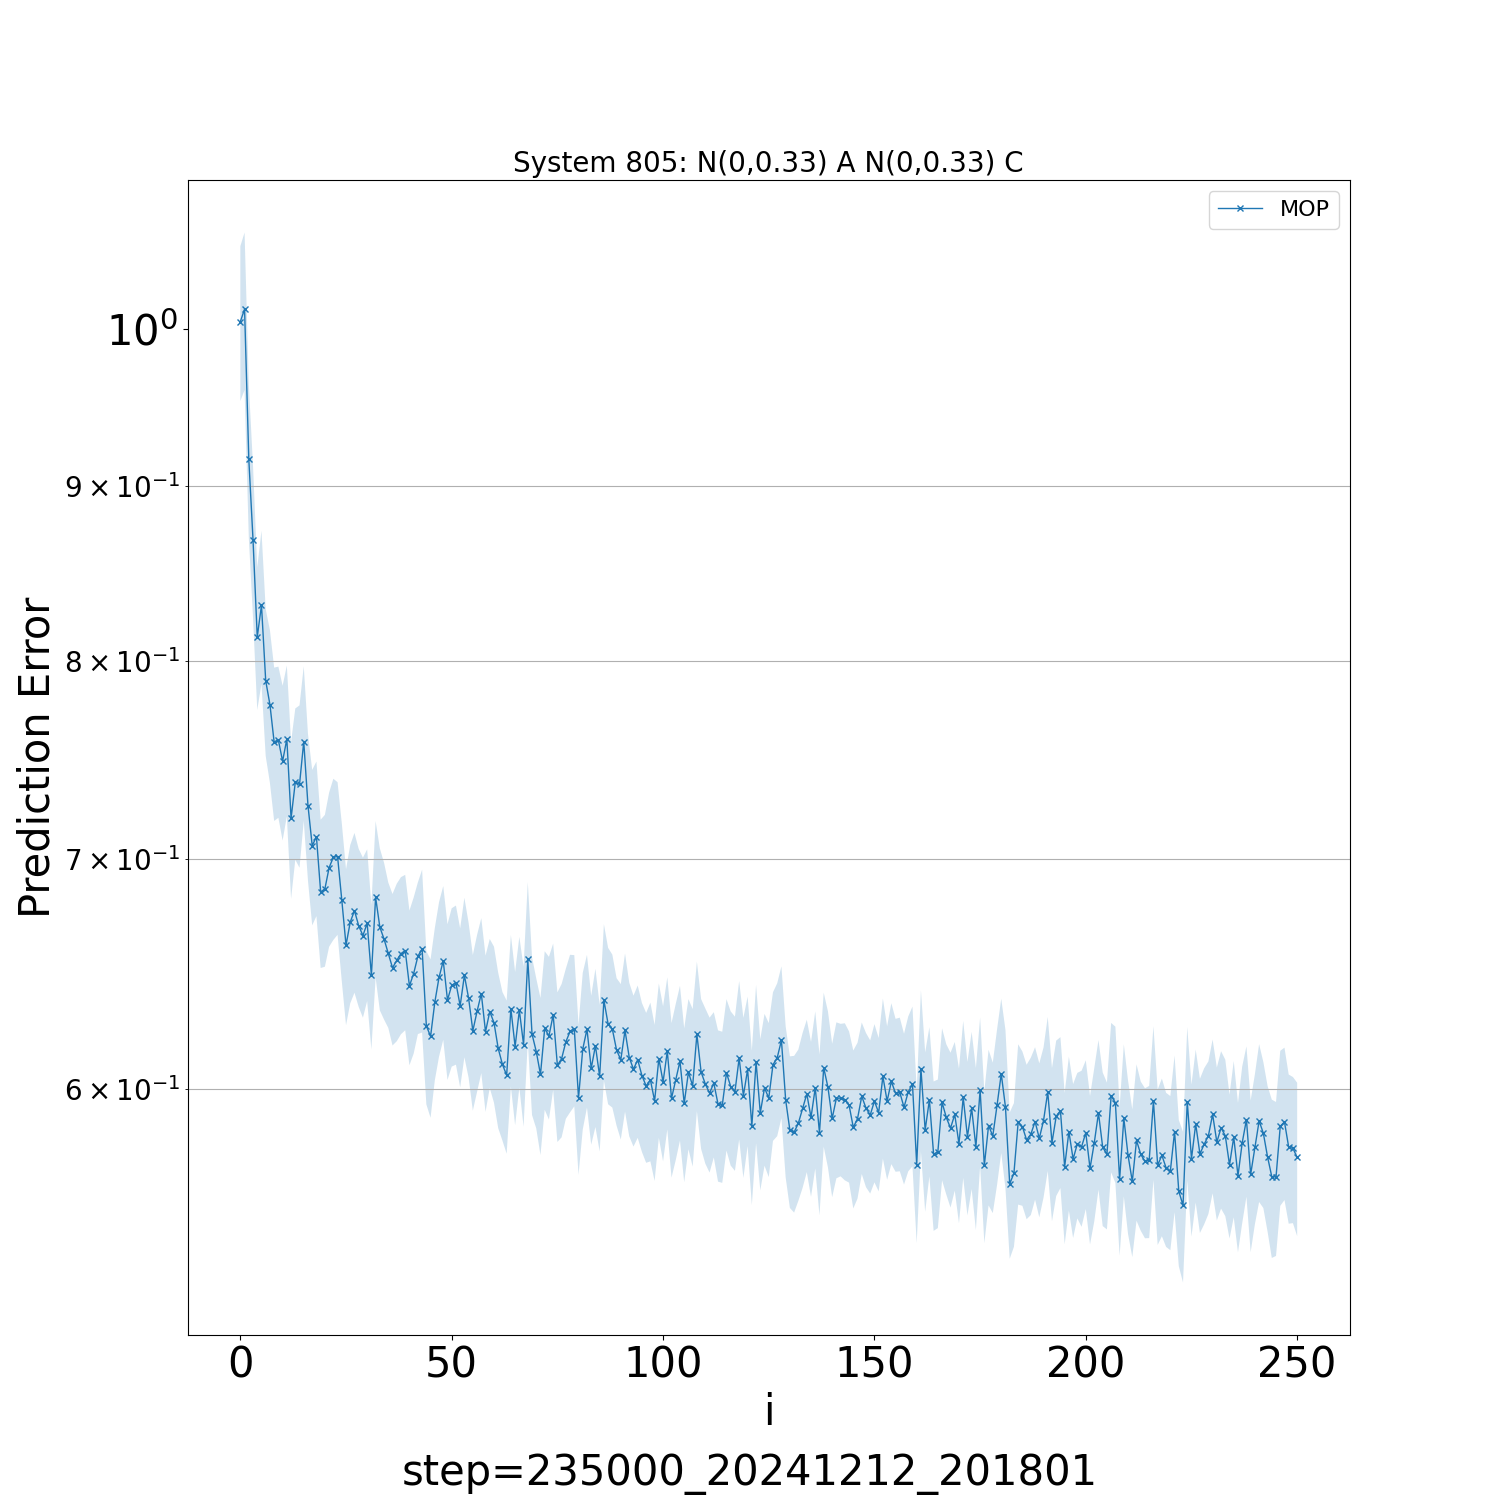 System 805: N(0,0.33) A N(0,0.33) C
MOP
10⁰
9 × 10⁻¹
8 × 10⁻¹
7 × 10⁻¹
6 × 10⁻¹
Prediction Error
0 50 100 150 200 250
i
step=235000_20241212_201801